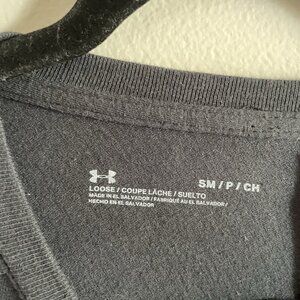 SM / P / CH
LOOSE / COUPE LÂCHE / SUELTO
MADE IN EL SALVADOR / FABRIQUÉ AU EL SALVADOR /
HECHO EN EL SALVADOR